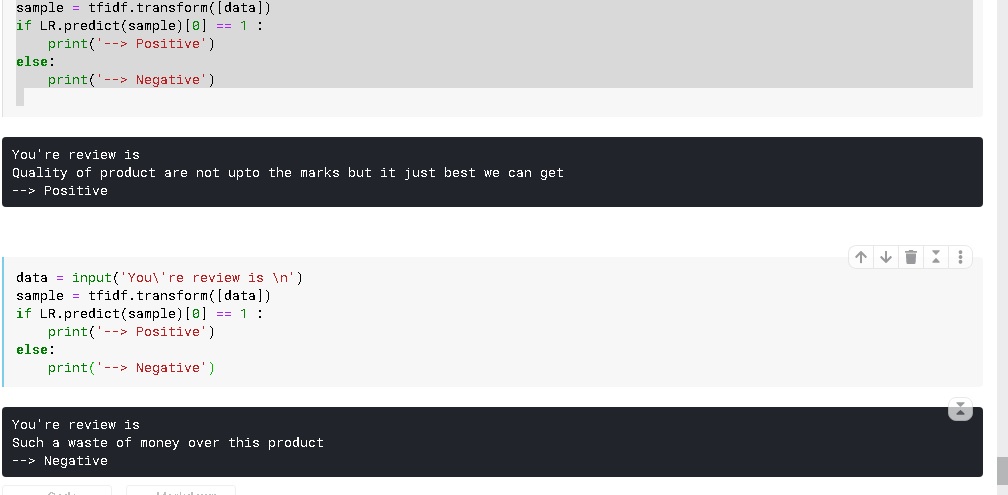 sample = tfidf.transform([data])
if LR.predict(sample)[0] == 1 :
    print('--> Positive')
else:
    print('--> Negative')
You're review is
Quality of product are not upto the marks but it just best we can get
--> Positive
data = input('You\'re review is \n')
sample = tfidf.transform([data])
if LR.predict(sample)[0] == 1 :
    print('--> Positive')
else:
    print('--> Negative')
You're review is
Such a waste of money over this product
--> Negative